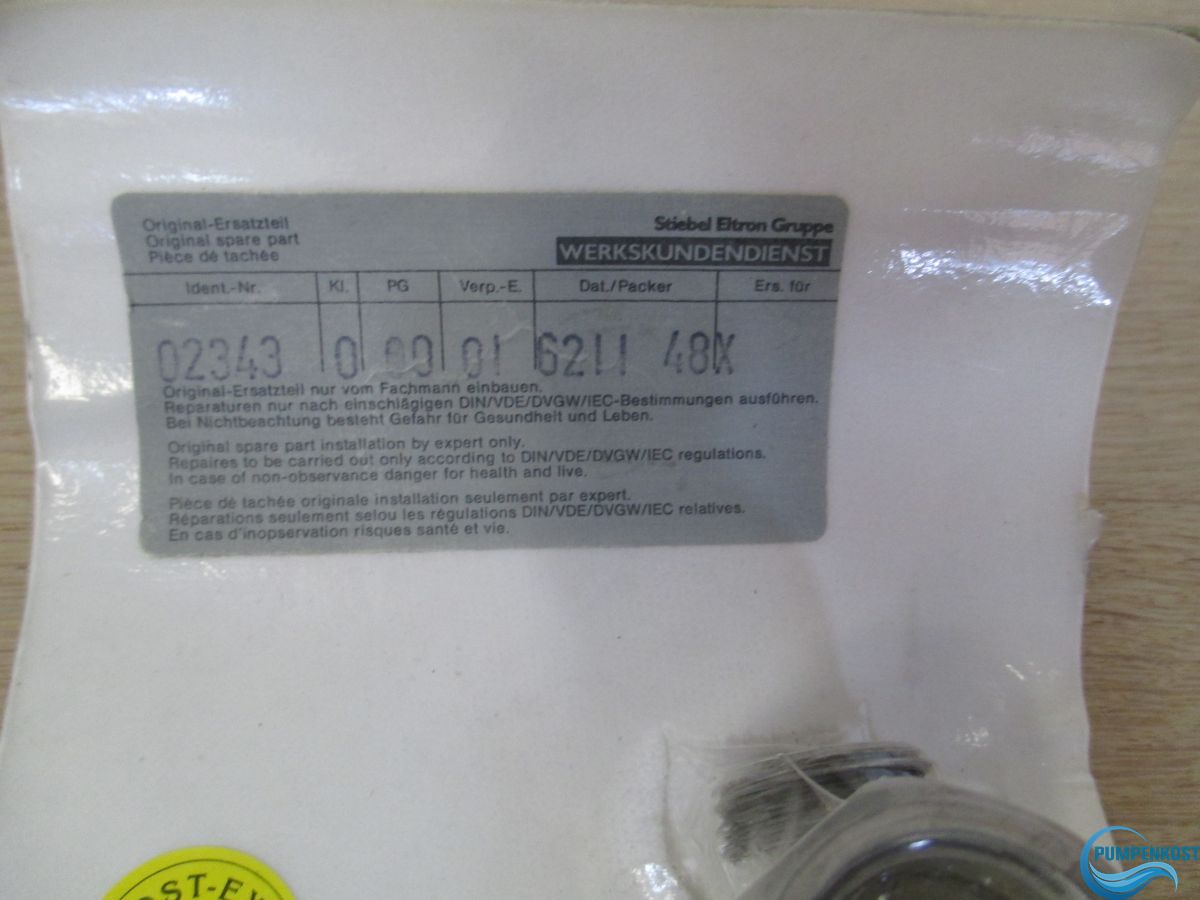 Original-Ersatzteil
Original spare part
Pièce dé tachée
Stiebel Eltron Gruppe
WERKSKUNDENDIENST
Ident.-Nr. Kl. PG Verp.-E. Dat./Packer Ers. für
02343 0 00 01 6211 48X
Original-Ersatzteil nur vom Fachmann einbauen.
Reparaturen nur nach einschlägigen DIN/VDE/DVGW/IEC-Bestimmungen ausführen.
Bei Nichtbeachtung besteht Gefahr für Gesundheit und Leben.
Original spare part installation by expert only.
Repaires to be carried out only according to DIN/VDE/DVGW/IEC regulations.
In case of non-observance danger for health and live.
Pièce dé tachée originale installation seulement par expert.
Réparations seulement selou les régulations DIN/VDE/DVGW/IEC relatives.
En cas d'inopservation risques santé et vie.
PUMPENKOST